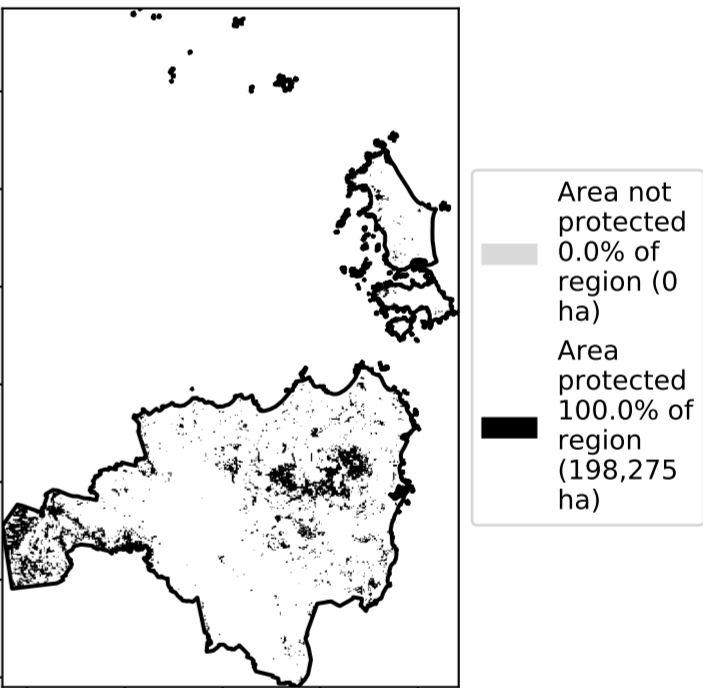 Area not
protected
0.0% of
region (0
ha)
Area
protected
100.0% of
region
(198,275
ha)